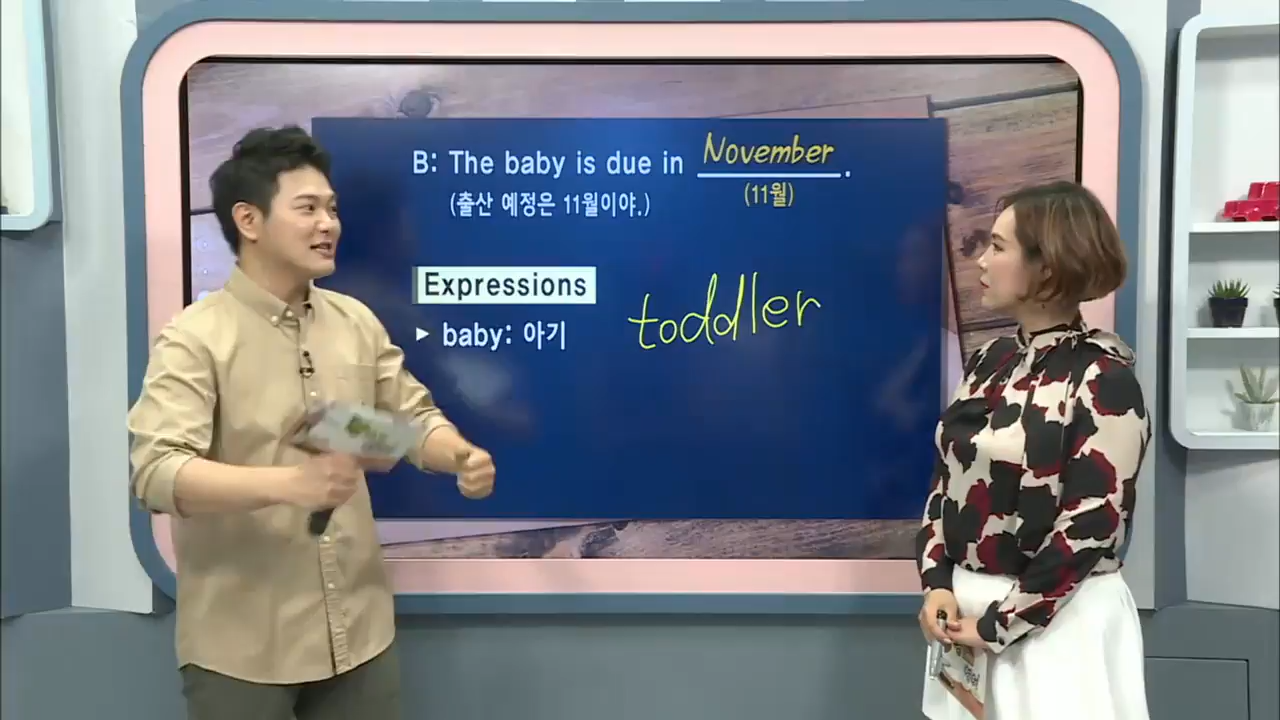 B: The baby is due in November.
(출산 예정은 11월이야.) (11월)
Expressions
▶ baby: 아기
toddler